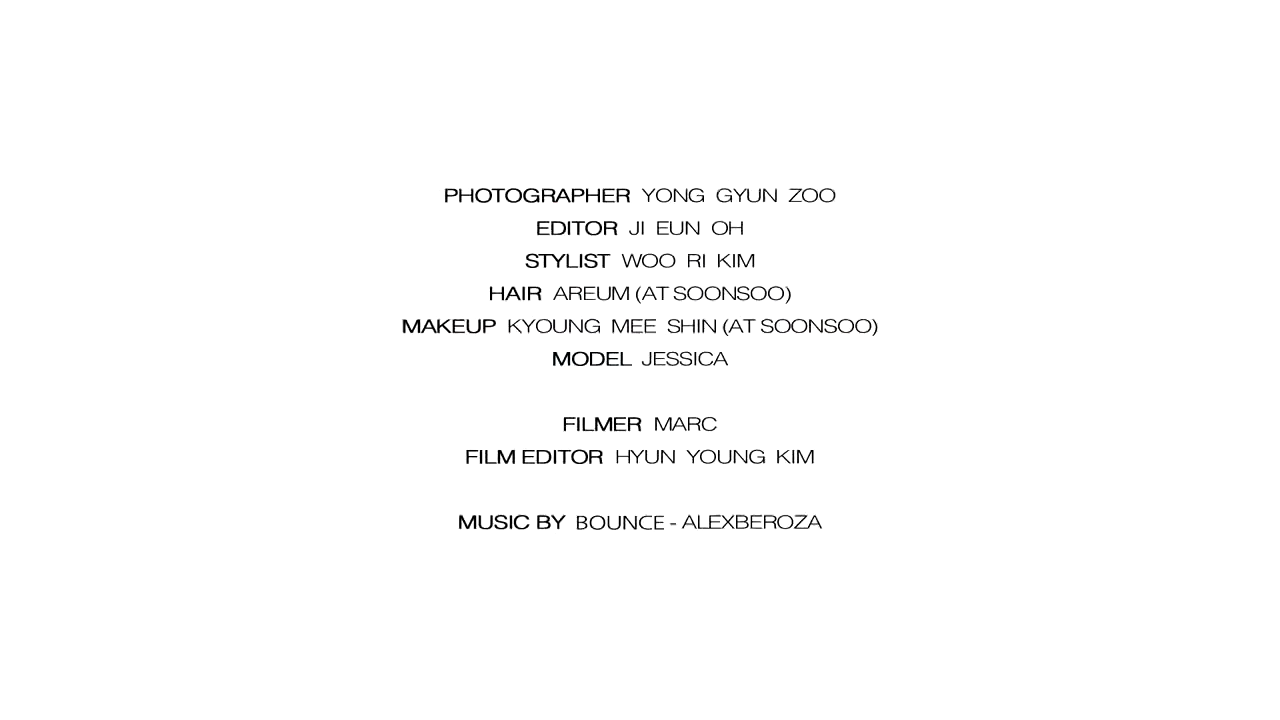 PHOTOGRAPHER YONG GYUN ZOO
EDITOR JI EUN OH
STYLIST WOO RI KIM
HAIR AREUM (AT SOONSOO)
MAKEUP KYOUNG MEE SHIN (AT SOONSOO)
MODEL JESSICA
FILMER MARC
FILM EDITOR HYUN YOUNG KIM
MUSIC BY BOUNCE - ALEXBEROZA